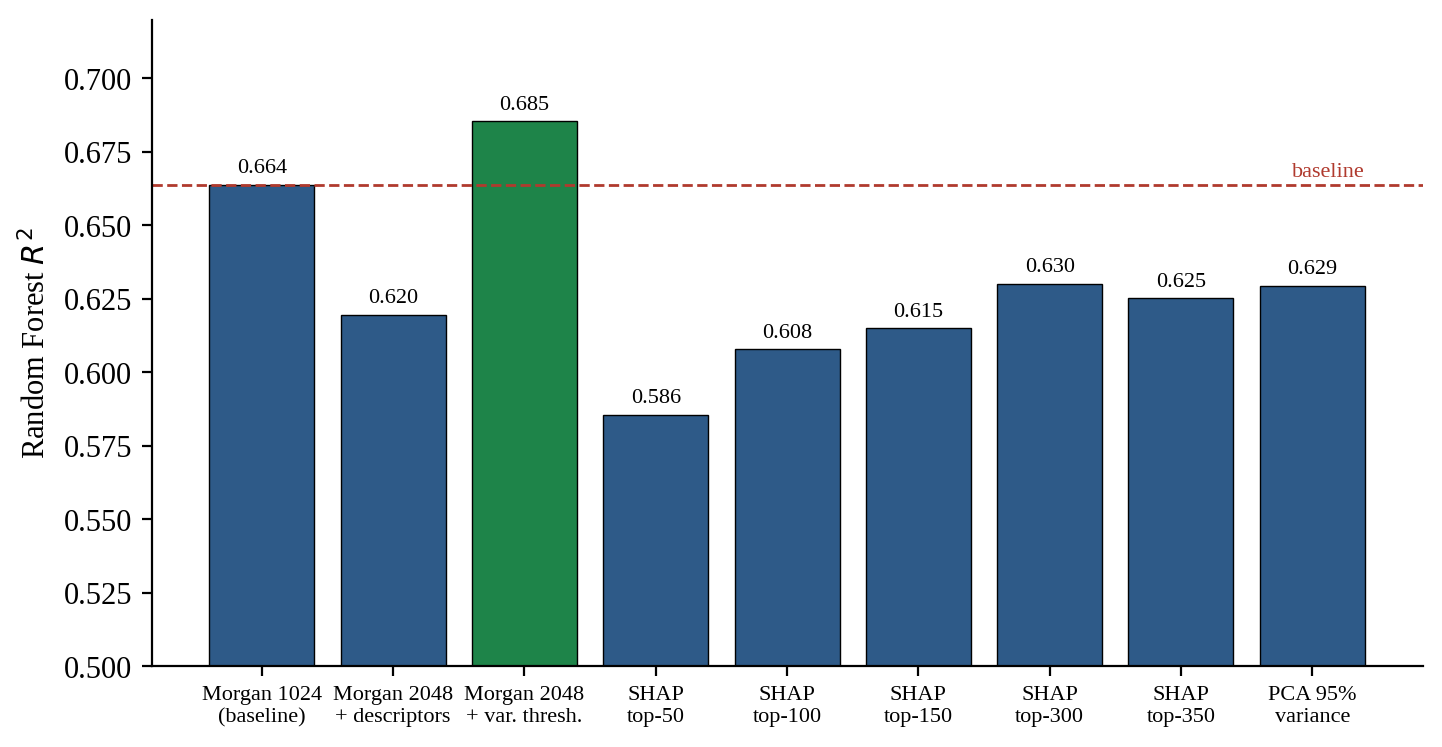 Random Forest R²
0.700
0.675
0.650
0.625
0.600
0.575
0.550
0.525
0.500
0.664
0.620
0.685
0.586
0.608
0.615
0.630
0.625
0.629
baseline
Morgan 1024
(baseline)
Morgan 2048
+ descriptors
Morgan 2048
+ var. thresh.
SHAP
top-50
SHAP
top-100
SHAP
top-150
SHAP
top-300
SHAP
top-350
PCA 95%
variance